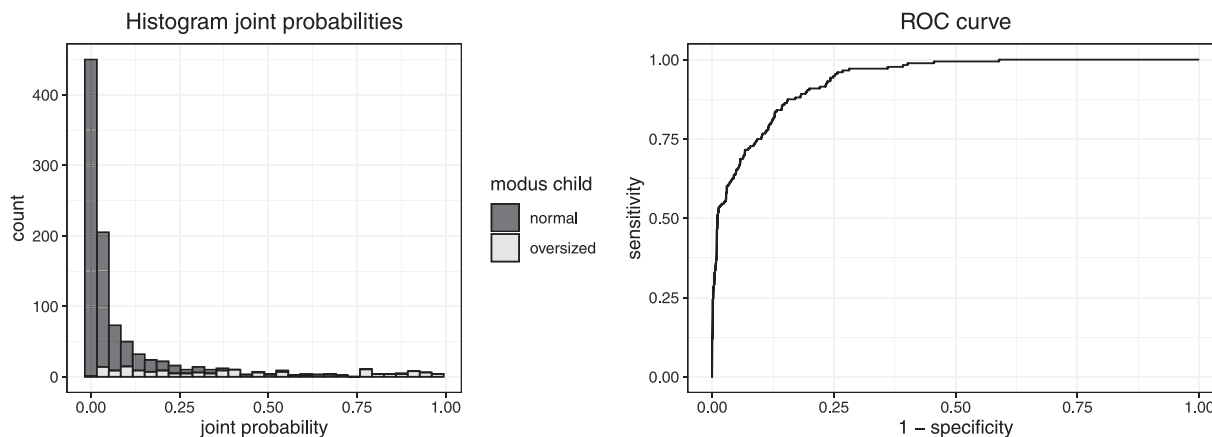 Histogram joint probabilities
400
300
200
100
0
count
0.00 0.25 0.50 0.75 1.00
joint probability
modus child
normal
oversized
ROC curve
1.00
0.75
0.50
0.25
0.00
sensitivity
0.00 0.25 0.50 0.75 1.00
1 − specificity